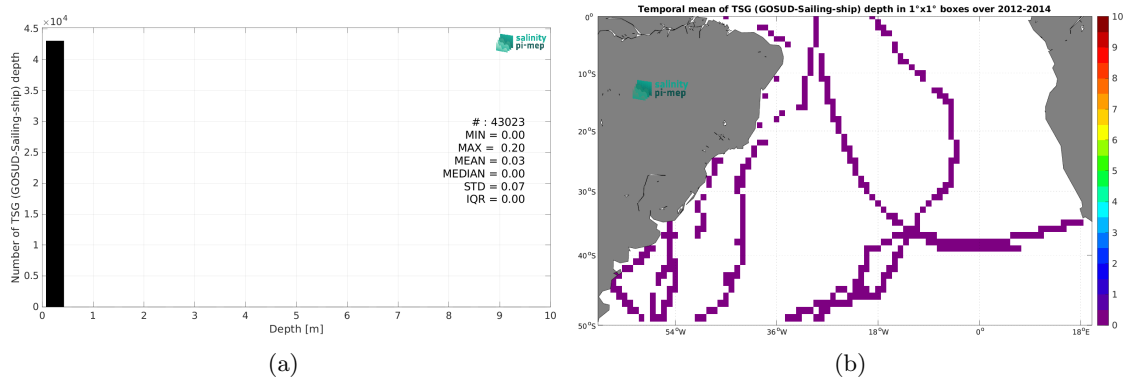 ×10⁴
4.5
4
3.5
3
2.5
2
1.5
1
0.5
0
Number of TSG (GOSUD-Sailing-ship) depth
salinity
pi-mep
# : 43023
MIN = 0.00
MAX = 0.20
MEAN = 0.03
MEDIAN = 0.00
STD = 0.07
IQR = 0.00
0 1 2 3 4 5 6 7 8 9 10
Depth [m]
(a)
Temporal mean of TSG (GOSUD-Sailing-ship) depth in 1°x1° boxes over 2012-2014
0°
10°S
20°S
30°S
40°S
50°S
salinity
pi-mep
54°W 36°W 18°W 0° 18°E
10
9
8
7
6
5
4
3
2
1
0
(b)